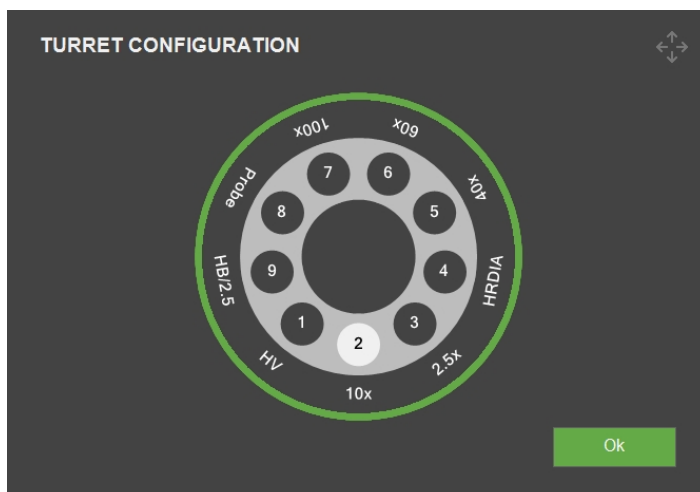 TURRET CONFIGURATION
100x
60x
Probe
40x
7
6
8
5
HB/2.5
9
4
HRDIA
1
3
2
HV
2.5x
10x
Ok